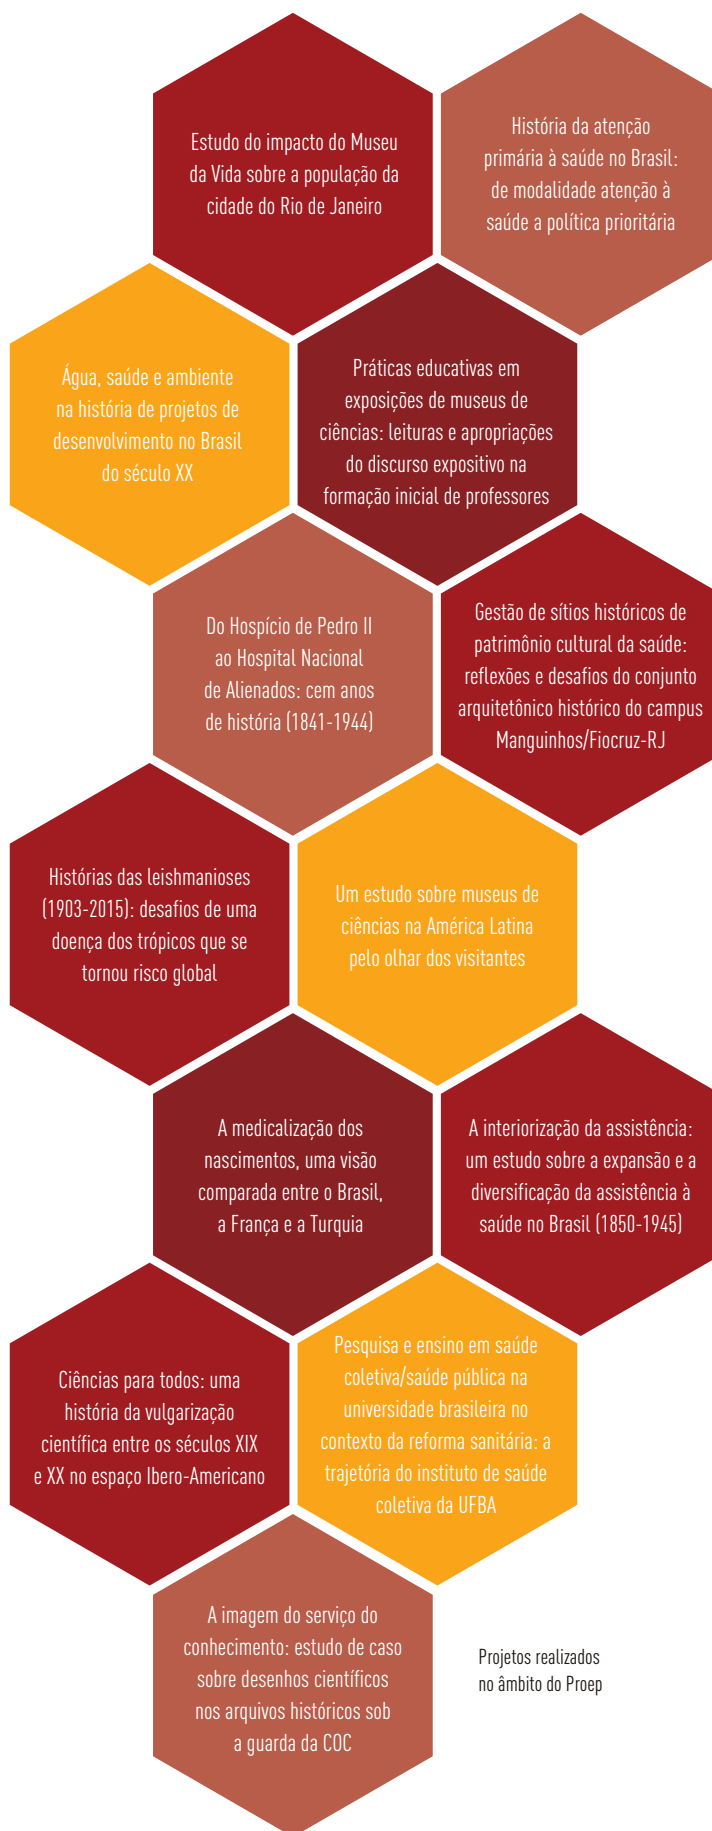 Estudo do impacto do Museu
da Vida sobre a população da
cidade do Rio de Janeiro
História da atenção
primária à saúde no Brasil:
de modalidade atenção à
saúde a política prioritária
Água, saúde e ambiente
na história de projetos de
desenvolvimento no Brasil
do século XX
Práticas educativas em
exposições de museus de
ciências: leituras e apropriações
do discurso expositivo na
formação inicial de professores
Do Hospício de Pedro II
ao Hospital Nacional
de Alienados: cem anos
de história (1841-1944)
Gestão de sítios históricos de
patrimônio cultural da saúde:
reflexões e desafios do conjunto
arquitetônico histórico do campus
Manguinhos/Fiocruz-RJ
Histórias das leishmanioses
(1903-2015): desafios de uma
doença dos trópicos que se
tornou risco global
Um estudo sobre museus de
ciências na América Latina
pelo olhar dos visitantes
A medicalização dos
nascimentos, uma visão
comparada entre o Brasil,
a França e a Turquia
A interiorização da assistência:
um estudo sobre a expansão e a
diversificação da assistência à
saúde no Brasil (1850-1945)
Ciências para todos: uma
história da vulgarização
científica entre os séculos XIX
e XX no espaço Ibero-Americano
Pesquisa e ensino em saúde
coletiva/saúde pública na
universidade brasileira no
contexto da reforma sanitária: a
trajetória do instituto de saúde
coletiva da UFBA
A imagem do serviço do
conhecimento: estudo de caso
sobre desenhos científicos
nos arquivos históricos sob
a guarda da COC
Projetos realizados
no âmbito do Proep